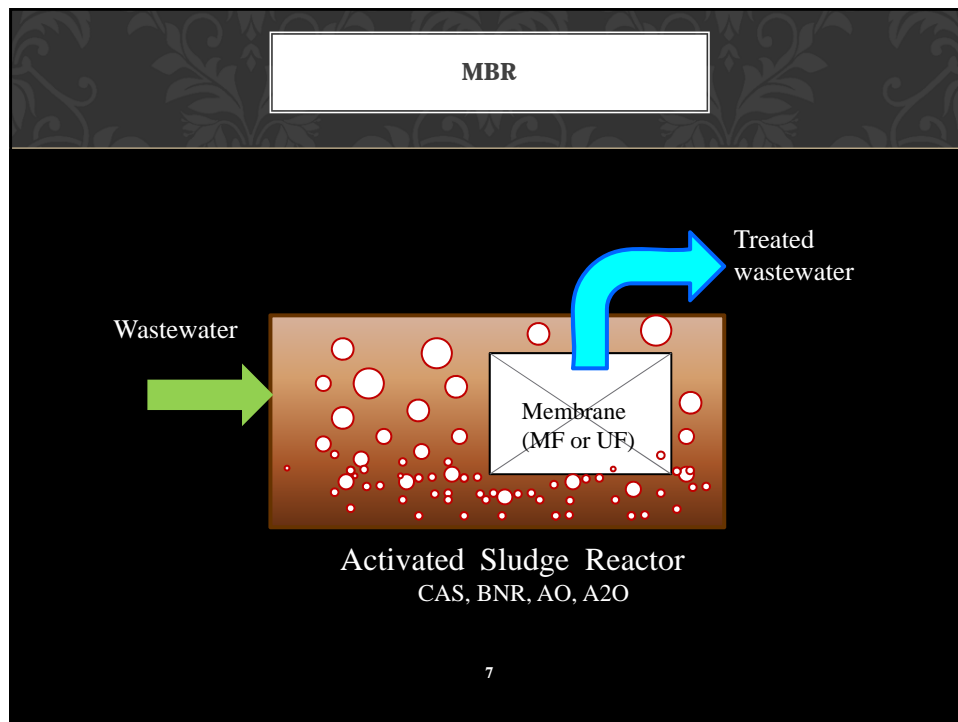 MBR
Treated
wastewater
Wastewater
Membrane
(MF or UF)
Activated Sludge Reactor
CAS, BNR, AO, A2O
7